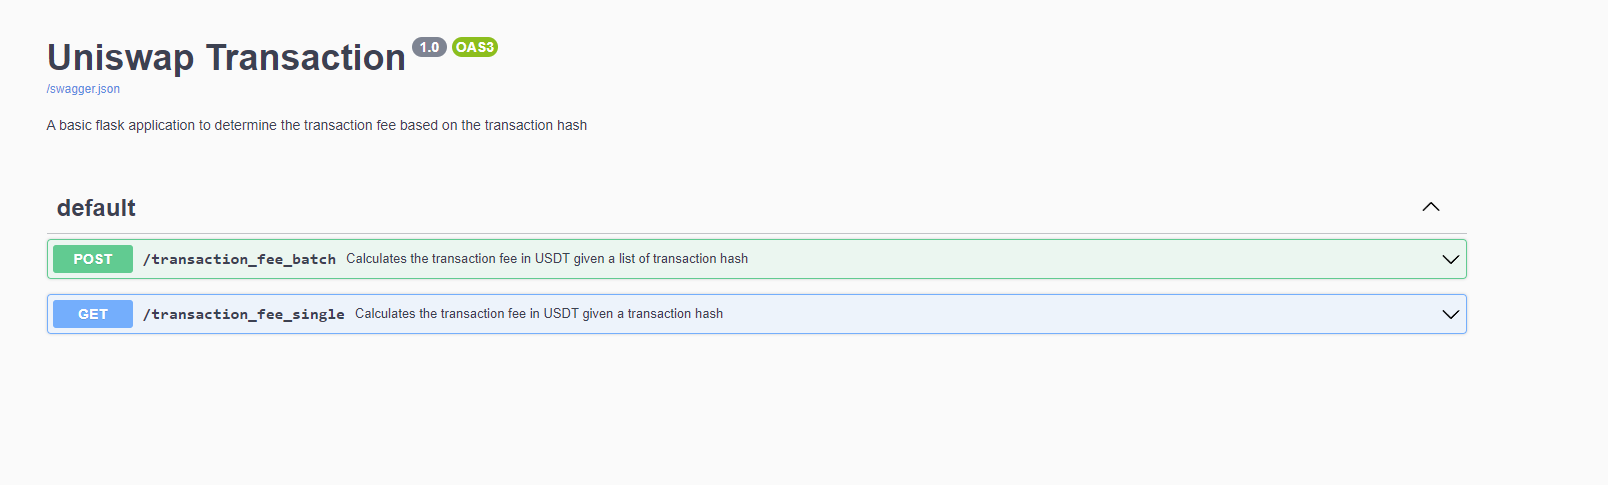 Uniswap Transaction 1.0 OAS3
/swagger.json
A basic flask application to determine the transaction fee based on the transaction hash
default
POST /transaction_fee_batch Calculates the transaction fee in USDT given a list of transaction hash
GET /transaction_fee_single Calculates the transaction fee in USDT given a transaction hash